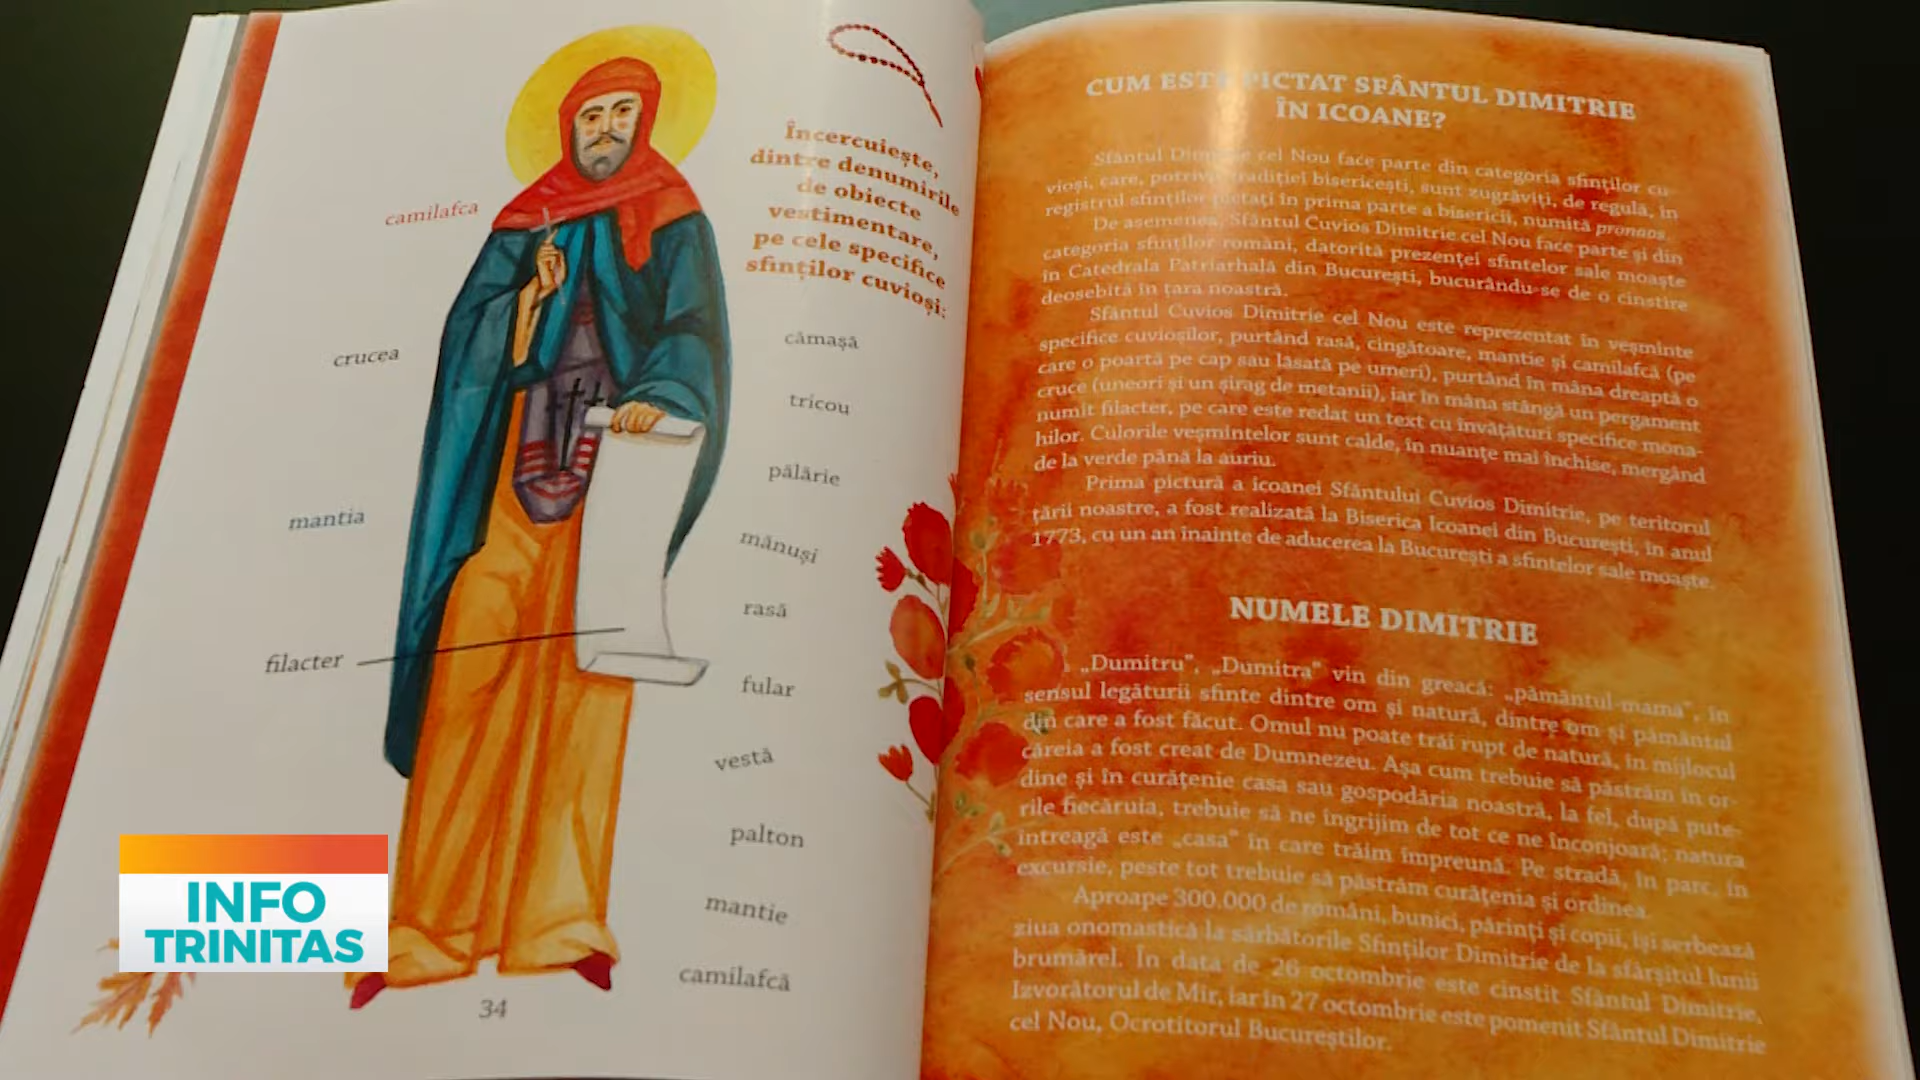 Încercuiește,
dintre denumirile
de obiecte
vestimentare,
pe cele specifice
sfinților cuvioși:
camilafca
crucea
mantia
filacter
cămașă
tricou
pălărie
mănuși
rasă
fular
vestă
palton
mantie
camilafcă
34
CUM ESTE PICTAT SFÂNTUL DIMITRIE
ÎN ICOANE?
Sfântul Dimitrie cel Nou face parte din categoria sfinților cu-
vioși, care, potrivit tradiției bisericești, sunt zugrăviți, de regulă, în
registrul sfinților pictați în prima parte a bisericii, numită pronaos.
De asemenea, Sfântul Cuvios Dimitrie cel Nou face parte și din
categoria sfinților români, datorită prezenței sfintelor sale moaște
în Catedrala Patriarhală din București, bucurându-se de o cinstire
deosebită în țara noastră.
Sfântul Cuvios Dimitrie cel Nou este reprezentat în veșminte
specifice cuvioșilor, purtând rasă, cingătoare, mantie și camilafcă (pe
care o poartă pe cap sau lăsată pe umeri), purtând în mâna dreaptă o
cruce (uneori și un șirag de metanii), iar în mâna stângă un pergament
numit filacter, pe care este redat un text cu învățături specifice mona-
hilor. Culorile veșmintelor sunt calde, în nuanțe mai închise, mergând
de la verde până la auriu.
Prima pictură a icoanei Sfântului Cuvios Dimitrie, pe teritorul
țării noastre, a fost realizată la Biserica Icoanei din București, în anul
1773, cu un an înainte de aducerea la București a sfintelor sale moaște.
NUMELE DIMITRIE
„Dumitru”, „Dumitra” vin din greacă: „pământul-mamă”, în
sensul legăturii sfinte dintre om și natură, dintre om și pământul
din care a fost făcut. Omul nu poate trăi rupt de natură, în mijlocul
căreia a fost creat de Dumnezeu. Așa cum trebuie să păstrăm în or-
dine și în curățenie casa sau gospodăria noastră, la fel, după pute-
rile fiecăruia, trebuie să ne îngrijim de tot ce ne înconjoară; natura
întreagă este „casa” în care trăim împreună. Pe stradă, în parc, în
excursie, peste tot trebuie să păstrăm curățenia și ordinea.
Aproape 300.000 de români, bunici, părinți și copii, își serbează
ziua onomastică la sărbătorile Sfinților Dimitrie de la sfârșitul lunii
brumărel. În data de 26 octombrie este cinstit Sfântul Dimitrie,
Izvorâtorul de Mir, iar în 27 octombrie este pomenit Sfântul Dimitrie
cel Nou, Ocrotitorul Bucureștilor.
INFO
TRINITAS